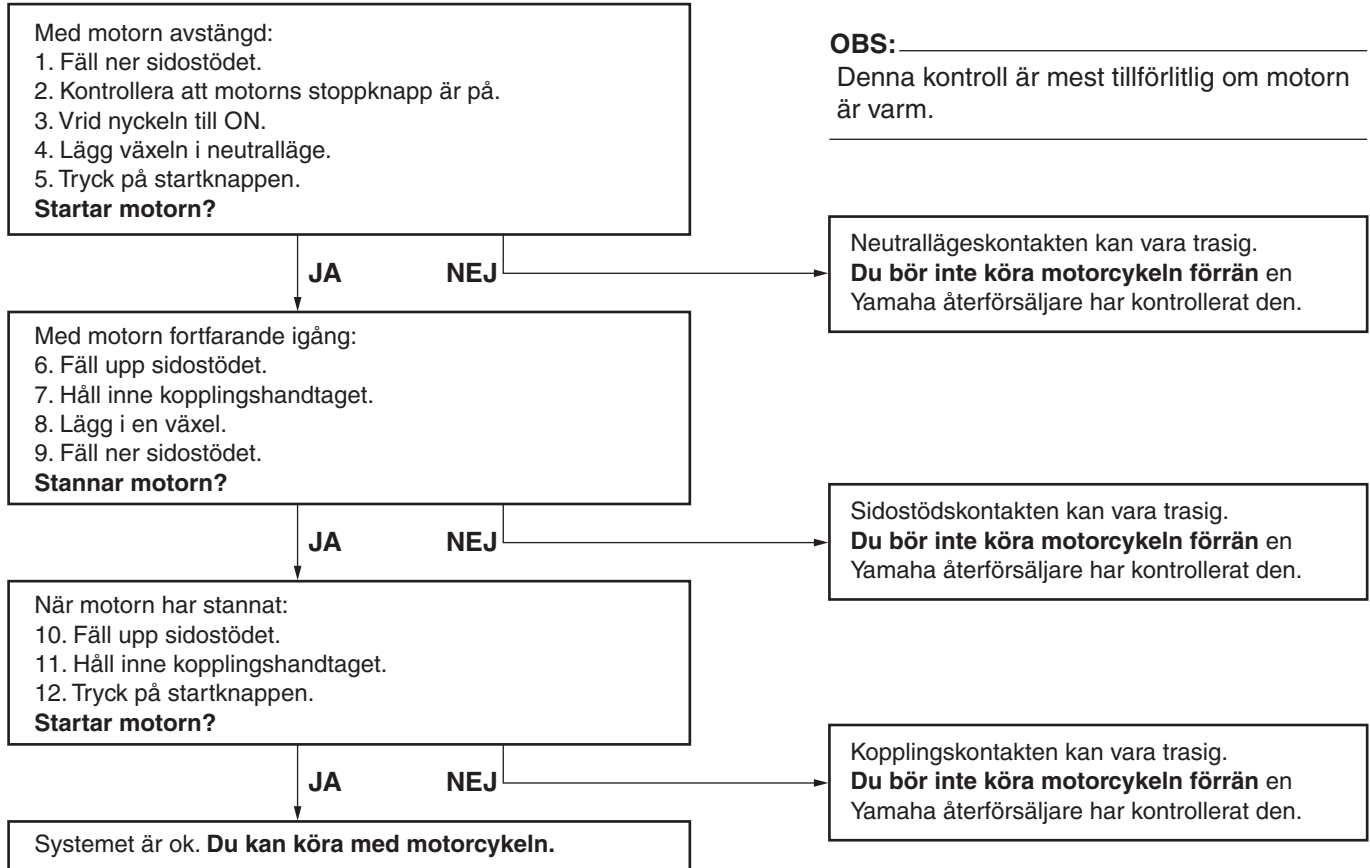 Med motorn avstängd:
1. Fäll ner sidostödet.
2. Kontrollera att motorns stoppknapp är på.
3. Vrid nyckeln till ON.
4. Lägg växeln i neutralläge.
5. Tryck på startknappen.
Startar motorn?
OBS:
Denna kontroll är mest tillförlitlig om motorn
är varm.
JA
NEJ
Neutrallägeskontakten kan vara trasig.
Du bör inte köra motorcykeln förrän en
Yamaha återförsäljare har kontrollerat den.
Med motorn fortfarande igång:
6. Fäll upp sidostödet.
7. Håll inne kopplingshandtaget.
8. Lägg i en växel.
9. Fäll ner sidostödet.
Stannar motorn?
JA
NEJ
Sidostödskontakten kan vara trasig.
Du bör inte köra motorcykeln förrän en
Yamaha återförsäljare har kontrollerat den.
När motorn har stannat:
10. Fäll upp sidostödet.
11. Håll inne kopplingshandtaget.
12. Tryck på startknappen.
Startar motorn?
JA
NEJ
Kopplingskontakten kan vara trasig.
Du bör inte köra motorcykeln förrän en
Yamaha återförsäljare har kontrollerat den.
Systemet är ok. Du kan köra med motorcykeln.